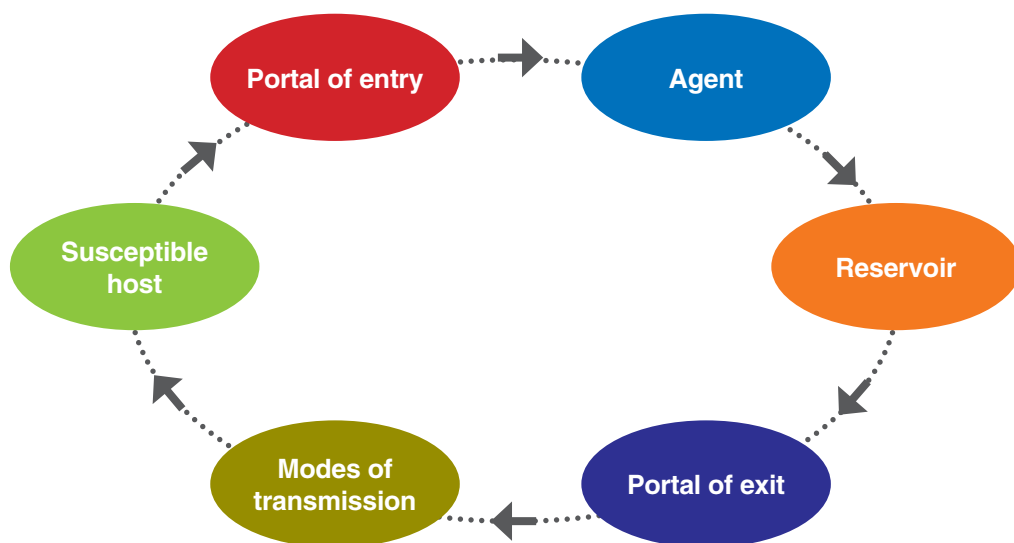 Portal of entry
Agent
Susceptible
host
Reservoir
Modes of
transmission
Portal of exit